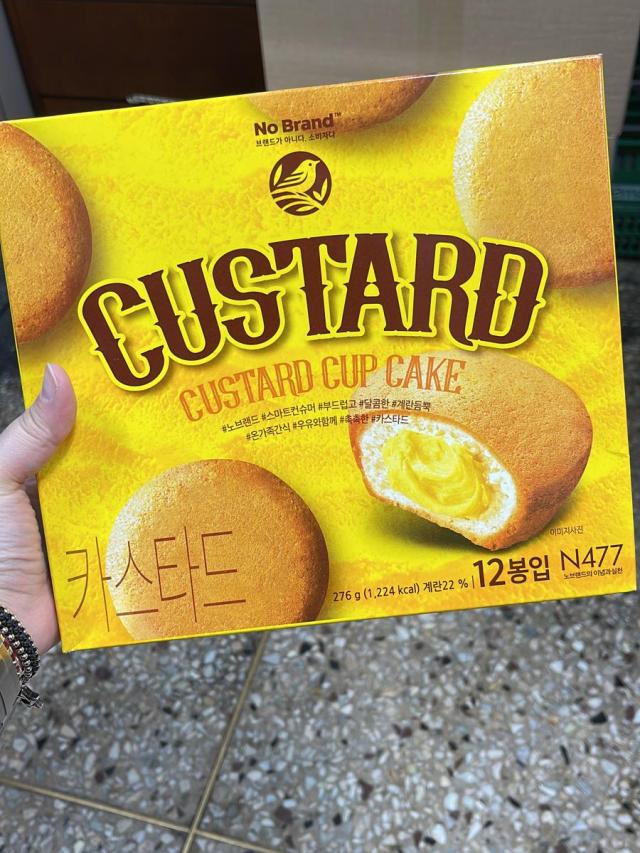 No Brand™
브랜드가 아니다. 소비자다
CUSTARD
CUSTARD CUP CAKE
#노브랜드 #스마트컨슈머 #부드럽고 #달콤한 #계란듬뿍
#온가족간식 #우유와함께 #촉촉한 #카스타드
이미지사진
카스타드
276 g (1,224 kcal) 계란22 % | 12봉입 N477
노브랜드의 이념과 실천